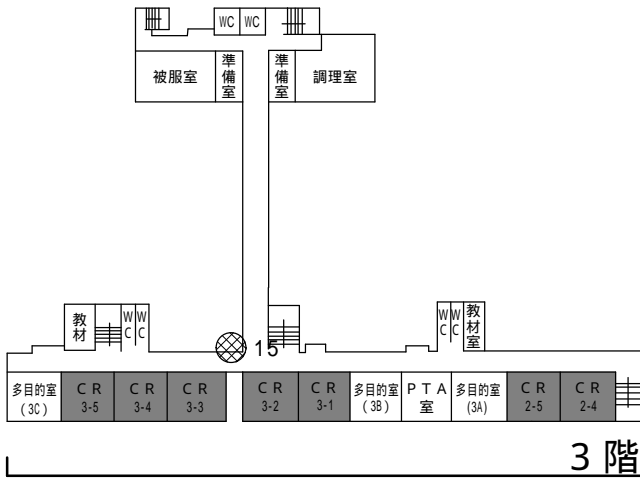 WC WC
被服室
準備室
準備室
調理室
教材
WC
WC
15
WC
WC
教材室
多目的室
(3C)
CR
3-5
CR
3-4
CR
3-3
CR
3-2
CR
3-1
多目的室
(3B)
PTA
室
多目的室
(3A)
CR
2-5
CR
2-4
3階